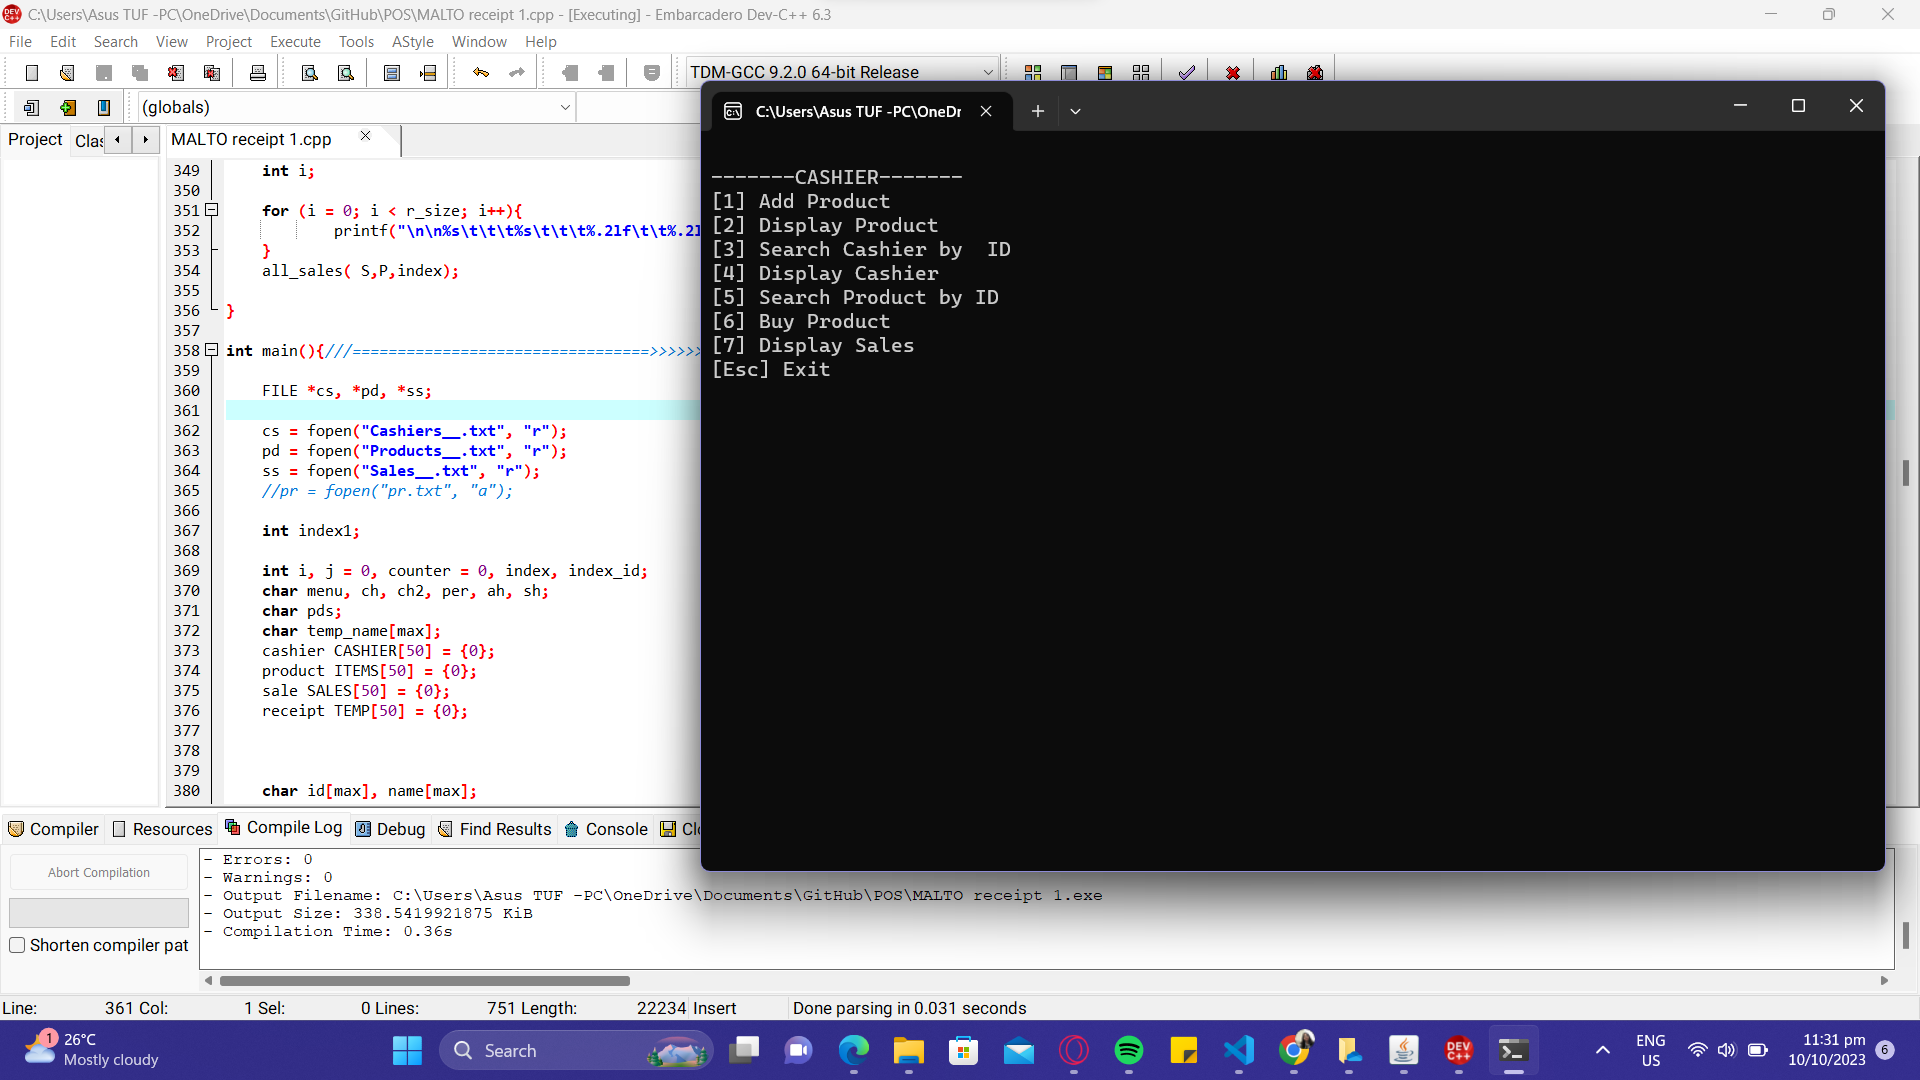 C:\Users\Asus TUF -PC\OneDrive\Documents\GitHub\POS\MALTO receipt 1.cpp - [Executing] - Embarcadero Dev-C++ 6.3
File Edit Search View Project Execute Tools AStyle Window Help
TDM-GCC 9.2.0 64-bit Release
(globals)
Project Clas MALTO receipt 1.cpp
349 int i;
350
351 for (i = 0; i < r_size; i++){
352 printf("\n\n%s\t\t\t%s\t\t\t%.2lf\t\t%.2l
353 }
354 all_sales( S,P,index);
355
356 }
357
358 int main(){///====================================>>>>>>
359
360 FILE *cs, *pd, *ss;
361
362 cs = fopen("Cashiers__.txt", "r");
363 pd = fopen("Products__.txt", "r");
364 ss = fopen("Sales__.txt", "r");
365 //pr = fopen("pr.txt", "a");
366
367 int index1;
368
369 int i, j = 0, counter = 0, index, index_id;
370 char menu, ch, ch2, per, ah, sh;
371 char pds;
372 char temp_name[max];
373 cashier CASHIER[50] = {0};
374 product ITEMS[50] = {0};
375 sale SALES[50] = {0};
376 receipt TEMP[50] = {0};
377
378
379
380 char id[max], name[max];
C:\Users\Asus TUF -PC\OneDr
-------CASHIER-------
[1] Add Product
[2] Display Product
[3] Search Cashier by  ID
[4] Display Cashier
[5] Search Product by ID
[6] Buy Product
[7] Display Sales
[Esc] Exit
Compiler Resources Compile Log Debug Find Results Console Clo
Abort Compilation
Shorten compiler pat
- Errors: 0
- Warnings: 0
- Output Filename: C:\Users\Asus TUF -PC\OneDrive\Documents\GitHub\POS\MALTO receipt 1.exe
- Output Size: 338.5419921875 KiB
- Compilation Time: 0.36s
Line: 361 Col: 1 Sel: 0 Lines: 751 Length: 22234 Insert Done parsing in 0.031 seconds
1
26°C
Mostly cloudy
Search
DEV C++
ENG
US
11:31 pm
10/10/2023
6